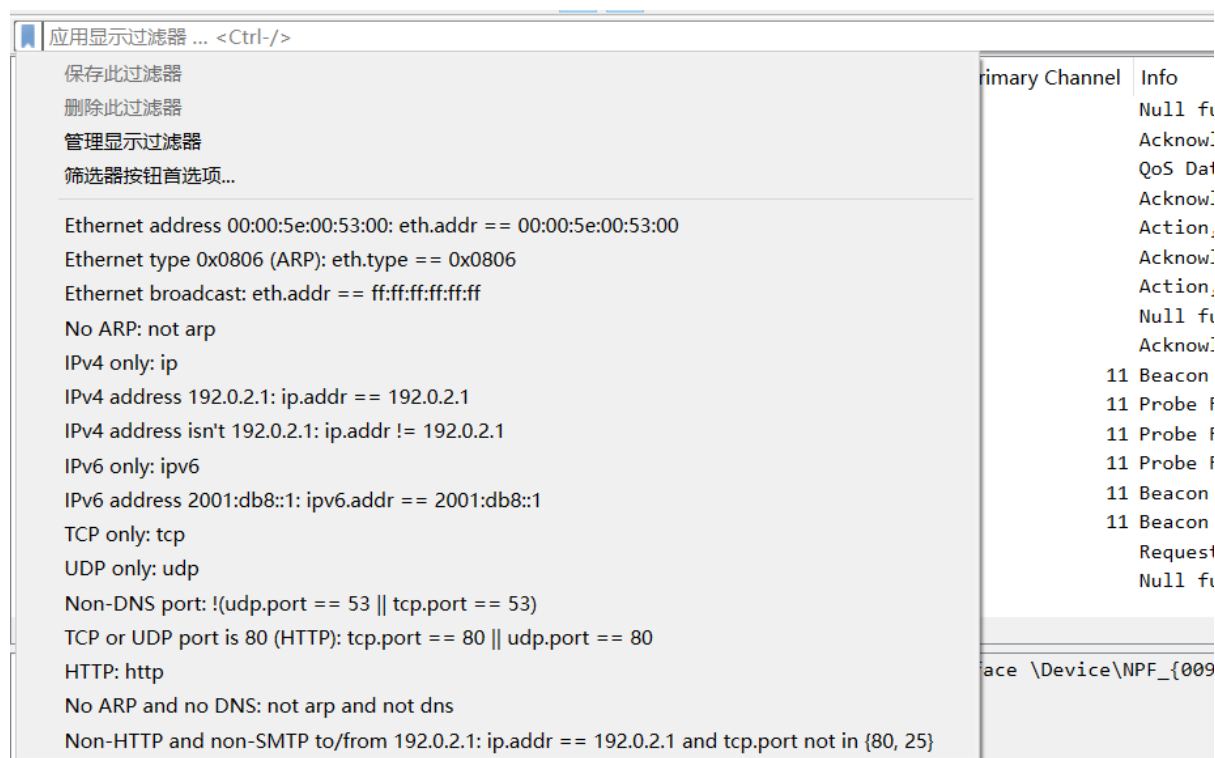 应用显示过滤器 ... <Ctrl-/>
保存此过滤器
删除此过滤器
管理显示过滤器
筛选器按钮首选项...
Ethernet address 00:00:5e:00:53:00: eth.addr == 00:00:5e:00:53:00
Ethernet type 0x0806 (ARP): eth.type == 0x0806
Ethernet broadcast: eth.addr == ff:ff:ff:ff:ff:ff
No ARP: not arp
IPv4 only: ip
IPv4 address 192.0.2.1: ip.addr == 192.0.2.1
IPv4 address isn't 192.0.2.1: ip.addr != 192.0.2.1
IPv6 only: ipv6
IPv6 address 2001:db8::1: ipv6.addr == 2001:db8::1
TCP only: tcp
UDP only: udp
Non-DNS port: !(udp.port == 53 || tcp.port == 53)
TCP or UDP port is 80 (HTTP): tcp.port == 80 || udp.port == 80
HTTP: http
No ARP and no DNS: not arp and not dns
Non-HTTP and non-SMTP to/from 192.0.2.1: ip.addr == 192.0.2.1 and tcp.port not in {80, 25}
rimary Channel Info
Null fu
Acknowl
QoS Dat
Acknowl
Action,
Acknowl
Action,
Null fu
Acknowl
11 Beacon
11 Probe R
11 Probe R
11 Probe R
11 Beacon
11 Beacon
Request
Null fu
face \Device\NPF_{009